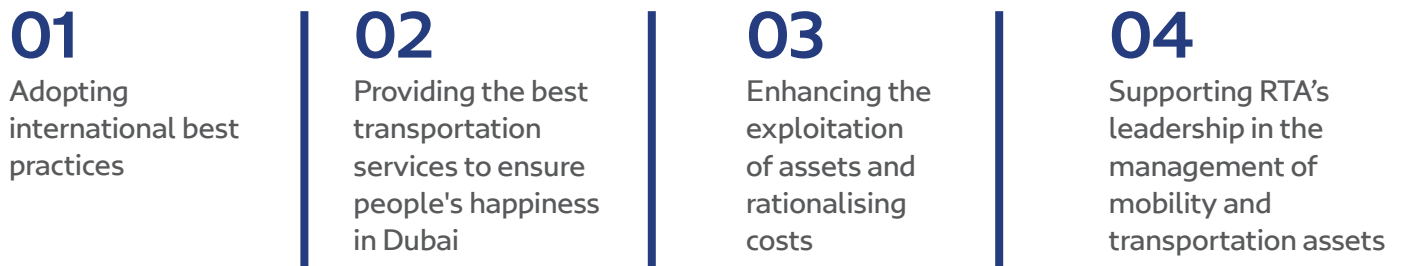 01
Adopting
international best
practices
02
Providing the best
transportation
services to ensure
people's happiness
in Dubai
03
Enhancing the
exploitation
of assets and
rationalising
costs
04
Supporting RTA’s
leadership in the
management of
mobility and
transportation assets